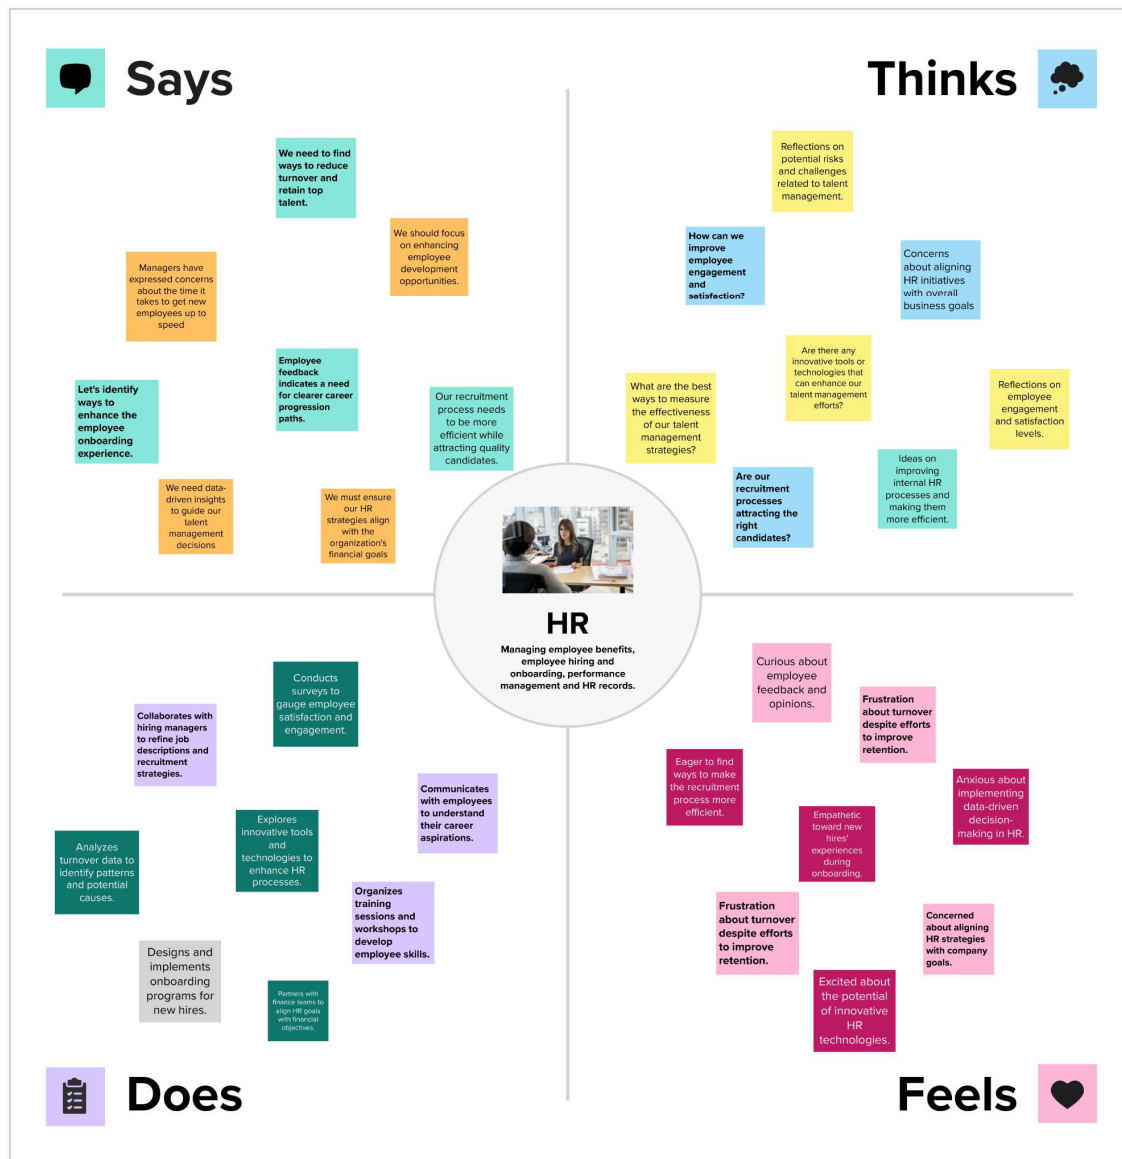 Says
We need to find
ways to reduce
turnover and
retain top
talent.
We should focus
on enhancing
employee
development
opportunities.
Managers have
expressed concerns
about the time it
takes to get new
employees up to
speed
Let's identify
ways to
enhance the
employee
onboarding
experience.
Employee
feedback
indicates a need
for clearer career
progression
paths.
Our recruitment
process needs
to be more
efficient while
attracting quality
candidates.
We need data-
driven insights
to guide our
talent
management
decisions
We must ensure
our HR
strategies align
with the
organization's
financial goals
Thinks
Reflections on
potential risks
and challenges
related to talent
management.
How can we
improve
employee
engagement
and
satisfaction?
Concerns
about aligning
HR initiatives
with overall
business goals
Are there any
innovative tools or
technologies that
can enhance our
talent management
efforts?
What are the best
ways to measure
the effectiveness
of our talent
management
strategies?
Reflections on
employee
engagement
and satisfaction
levels.
Are our
recruitment
processes
attracting the
right
candidates?
Ideas on
improving
internal HR
processes and
making them
more efficient.
HR
Managing employee benefits,
employee hiring and
onboarding, performance
management and HR records.
Conducts
surveys to
gauge employee
satisfaction and
engagement.
Collaborates with
hiring managers
to refine job
descriptions and
recruitment
strategies.
Communicates
with employees
to understand
their career
aspirations.
Explores
innovative tools
and
technologies to
enhance HR
processes.
Analyzes
turnover data to
identify patterns
and potential
causes.
Organizes
training
sessions and
workshops to
develop
employee skills.
Designs and
implements
onboarding
programs for
new hires.
Partners with
finance teams to
align HR goals
with financial
objectives.
Does
Curious about
employee
feedback and
opinions.
Frustration
about turnover
despite efforts
to improve
retention.
Eager to find
ways to make
the recruitment
process more
efficient.
Anxious about
implementing
data-driven
decision-
making in HR.
Empathetic
toward new
hires'
experiences
during
onboarding.
Frustration
about turnover
despite efforts
to improve
retention.
Concerned
about aligning
HR strategies
with company
goals.
Excited about
the potential
of innovative
HR
technologies.
Feels